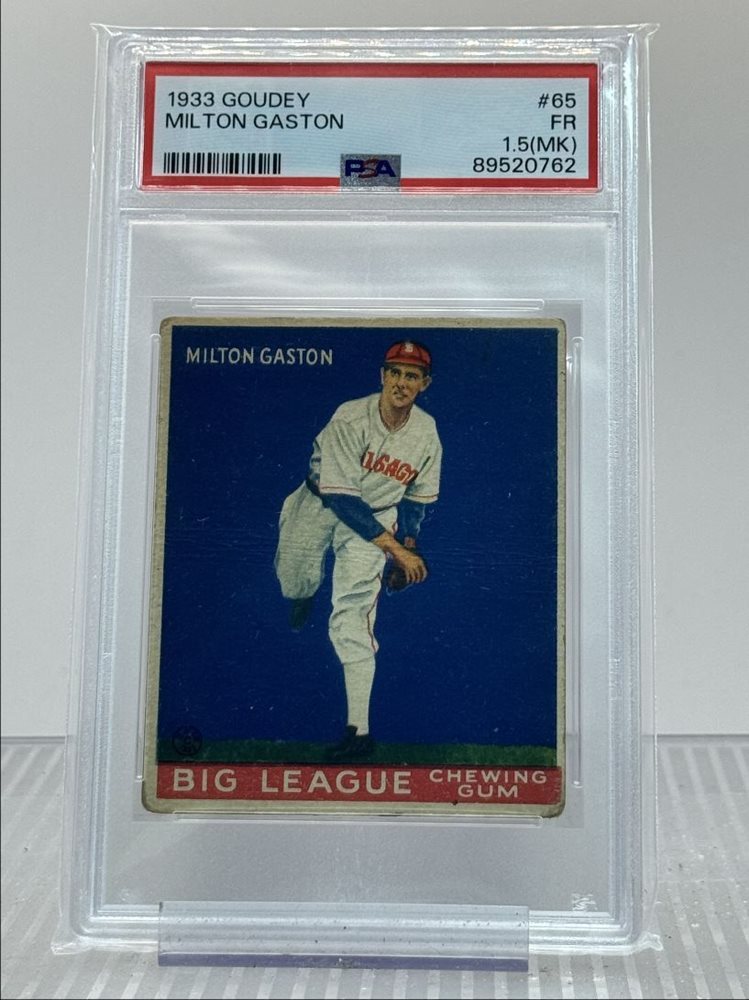 1933 GOUDEY #65
MILTON GASTON FR
1.5(MK)
PSA 89520762
MILTON GASTON
BIG LEAGUE CHEWING
GUM